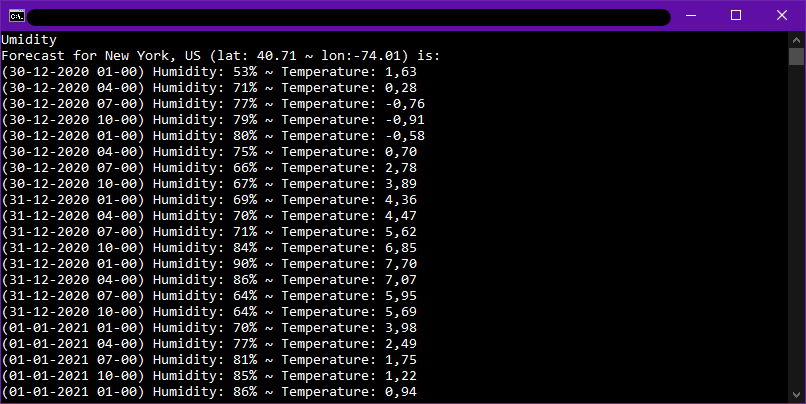 Umidity
Forecast for New York, US (lat: 40.71 ~ lon:-74.01) is:
(30-12-2020 01-00) Humidity: 53% ~ Temperature: 1,63
(30-12-2020 04-00) Humidity: 71% ~ Temperature: 0,28
(30-12-2020 07-00) Humidity: 77% ~ Temperature: -0,76
(30-12-2020 10-00) Humidity: 79% ~ Temperature: -0,91
(30-12-2020 01-00) Humidity: 80% ~ Temperature: -0,58
(30-12-2020 04-00) Humidity: 75% ~ Temperature: 0,70
(30-12-2020 07-00) Humidity: 66% ~ Temperature: 2,78
(30-12-2020 10-00) Humidity: 67% ~ Temperature: 3,89
(31-12-2020 01-00) Humidity: 69% ~ Temperature: 4,36
(31-12-2020 04-00) Humidity: 70% ~ Temperature: 4,47
(31-12-2020 07-00) Humidity: 71% ~ Temperature: 5,62
(31-12-2020 10-00) Humidity: 84% ~ Temperature: 6,85
(31-12-2020 01-00) Humidity: 90% ~ Temperature: 7,70
(31-12-2020 04-00) Humidity: 86% ~ Temperature: 7,07
(31-12-2020 07-00) Humidity: 64% ~ Temperature: 5,95
(31-12-2020 10-00) Humidity: 64% ~ Temperature: 5,69
(01-01-2021 01-00) Humidity: 70% ~ Temperature: 3,98
(01-01-2021 04-00) Humidity: 77% ~ Temperature: 2,49
(01-01-2021 07-00) Humidity: 81% ~ Temperature: 1,75
(01-01-2021 10-00) Humidity: 85% ~ Temperature: 1,22
(01-01-2021 01-00) Humidity: 86% ~ Temperature: 0,94